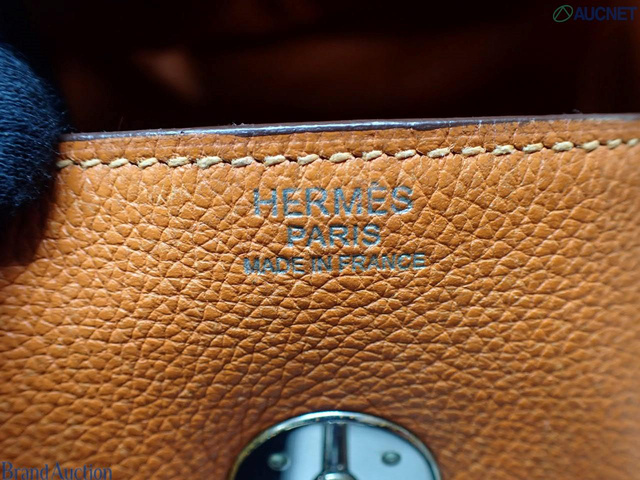 AUCNET
HERMÈS
PARIS
MADE IN FRANCE
Brand Auction